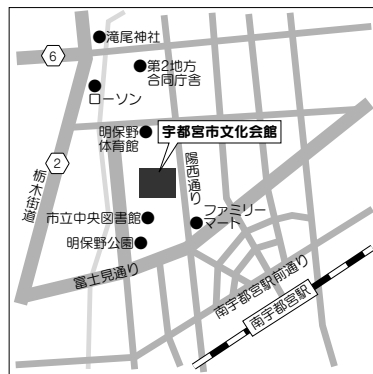 滝尾神社
6
第2地方
合同庁舎
ローソン
明保野
体育館
宇都宮市文化会館
2
栃木街道
陽西通り
市立中央図書館
ファミリー
マート
明保野公園
富士見通り
南宇都宮駅前通り
南宇都宮駅